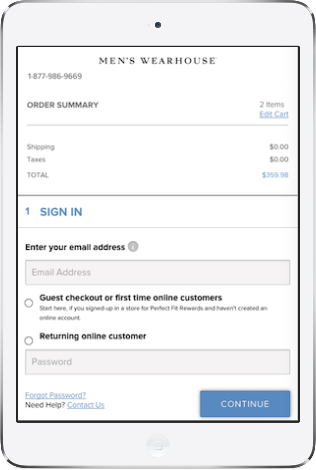 MEN'S WEARHOUSE
1-877-986-9669
ORDER SUMMARY 2 Items
Edit Cart
Shipping $0.00
Taxes $0.00
TOTAL $359.98
1 SIGN IN
Enter your email address i
Email Address
Guest checkout or first time online customers
Start here, if you signed-up in a store for Perfect Fit Rewards and haven't created an
online account.
Returning online customer
Password
Forgot Password?
Need Help? Contact Us
CONTINUE